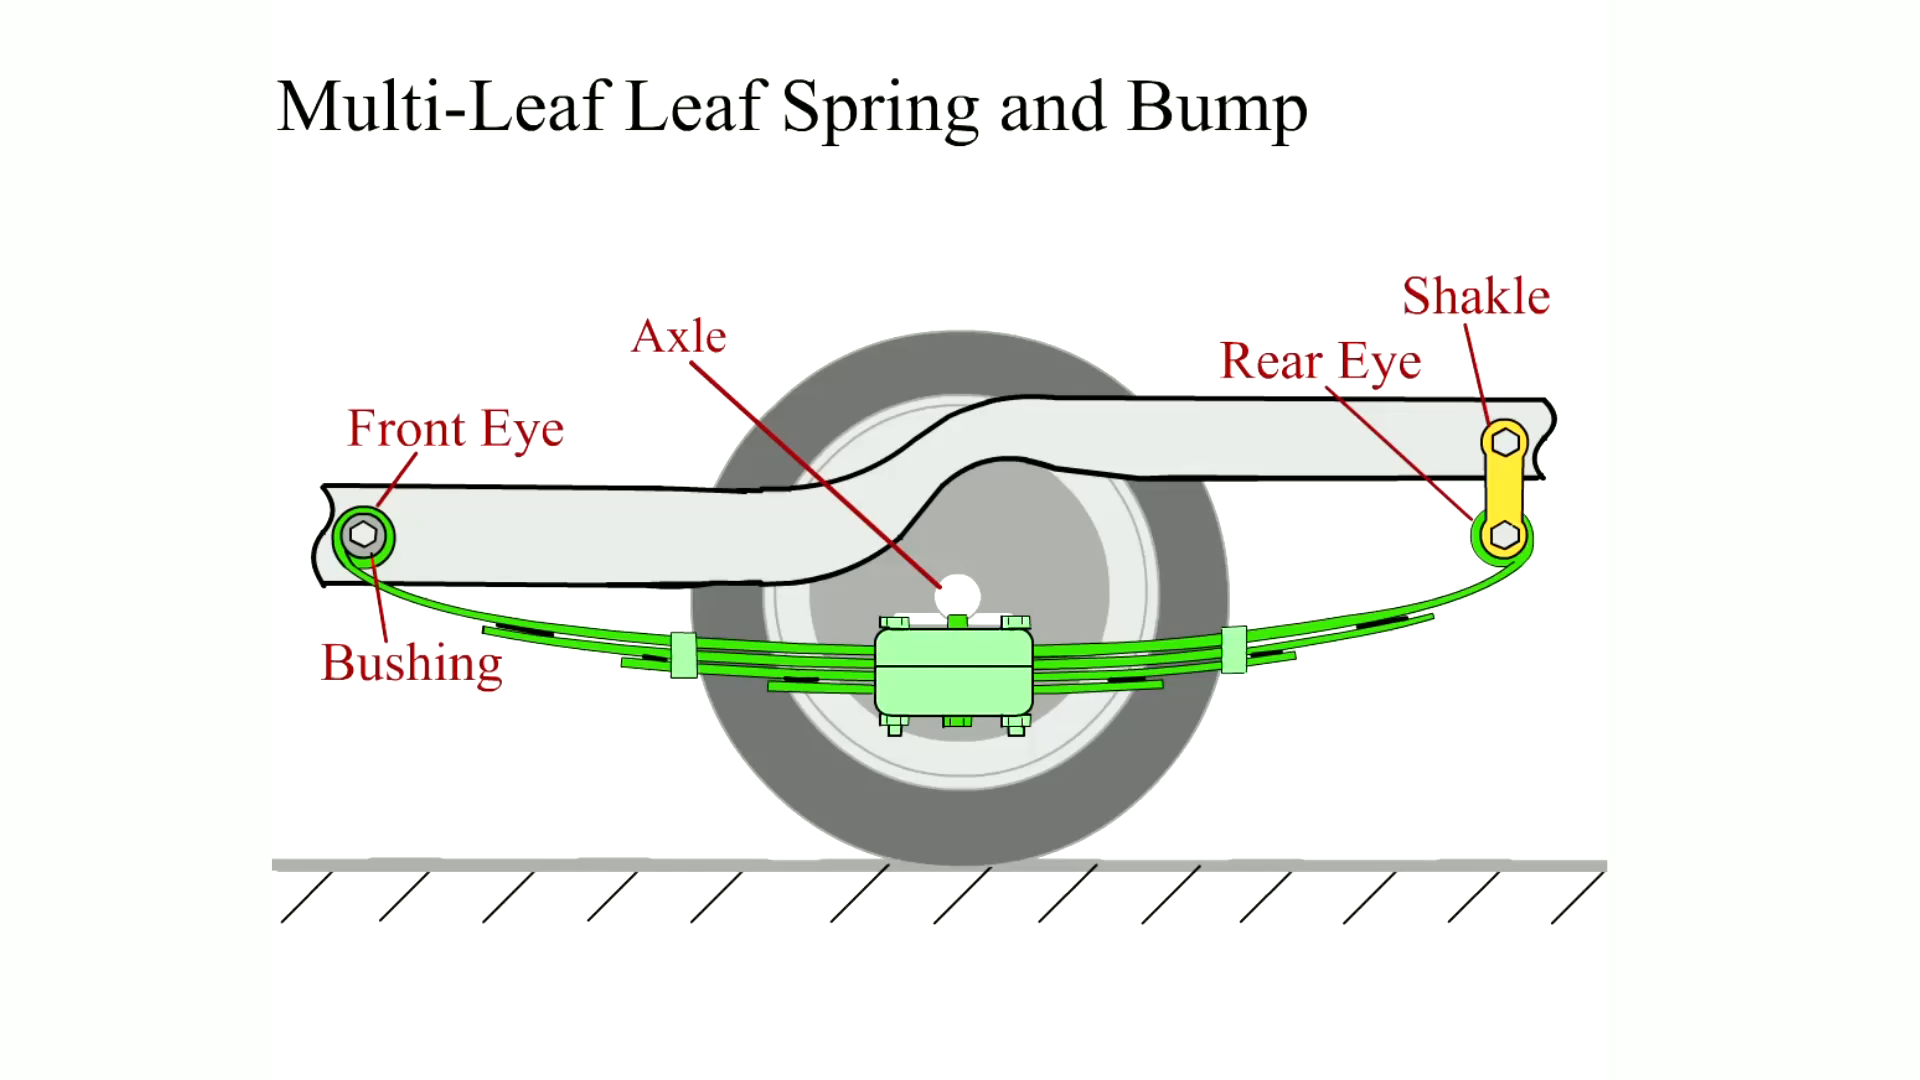 Multi-Leaf Leaf Spring and Bump
Shakle
Axle
Rear Eye
Front Eye
Bushing